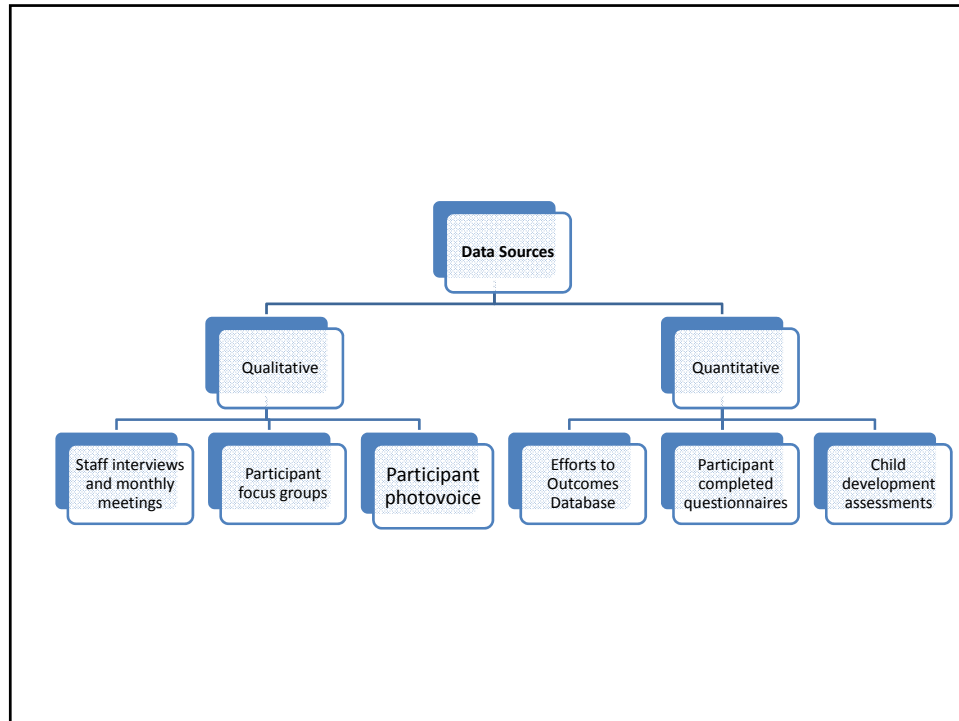 Data Sources
Qualitative
Quantitative
Staff interviews
and monthly
meetings
Participant
focus groups
Participant
photovoice
Efforts to
Outcomes
Database
Participant
completed
questionnaires
Child
development
assessments